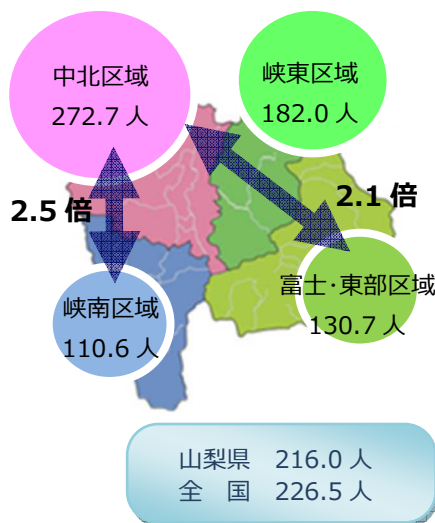 中北区域
272.7 人
峡東区域
182.0 人
2.5 倍
2.1 倍
峡南区域
110.6 人
富士・東部区域
130.7 人
山梨県　216.0 人
全　国　226.5 人